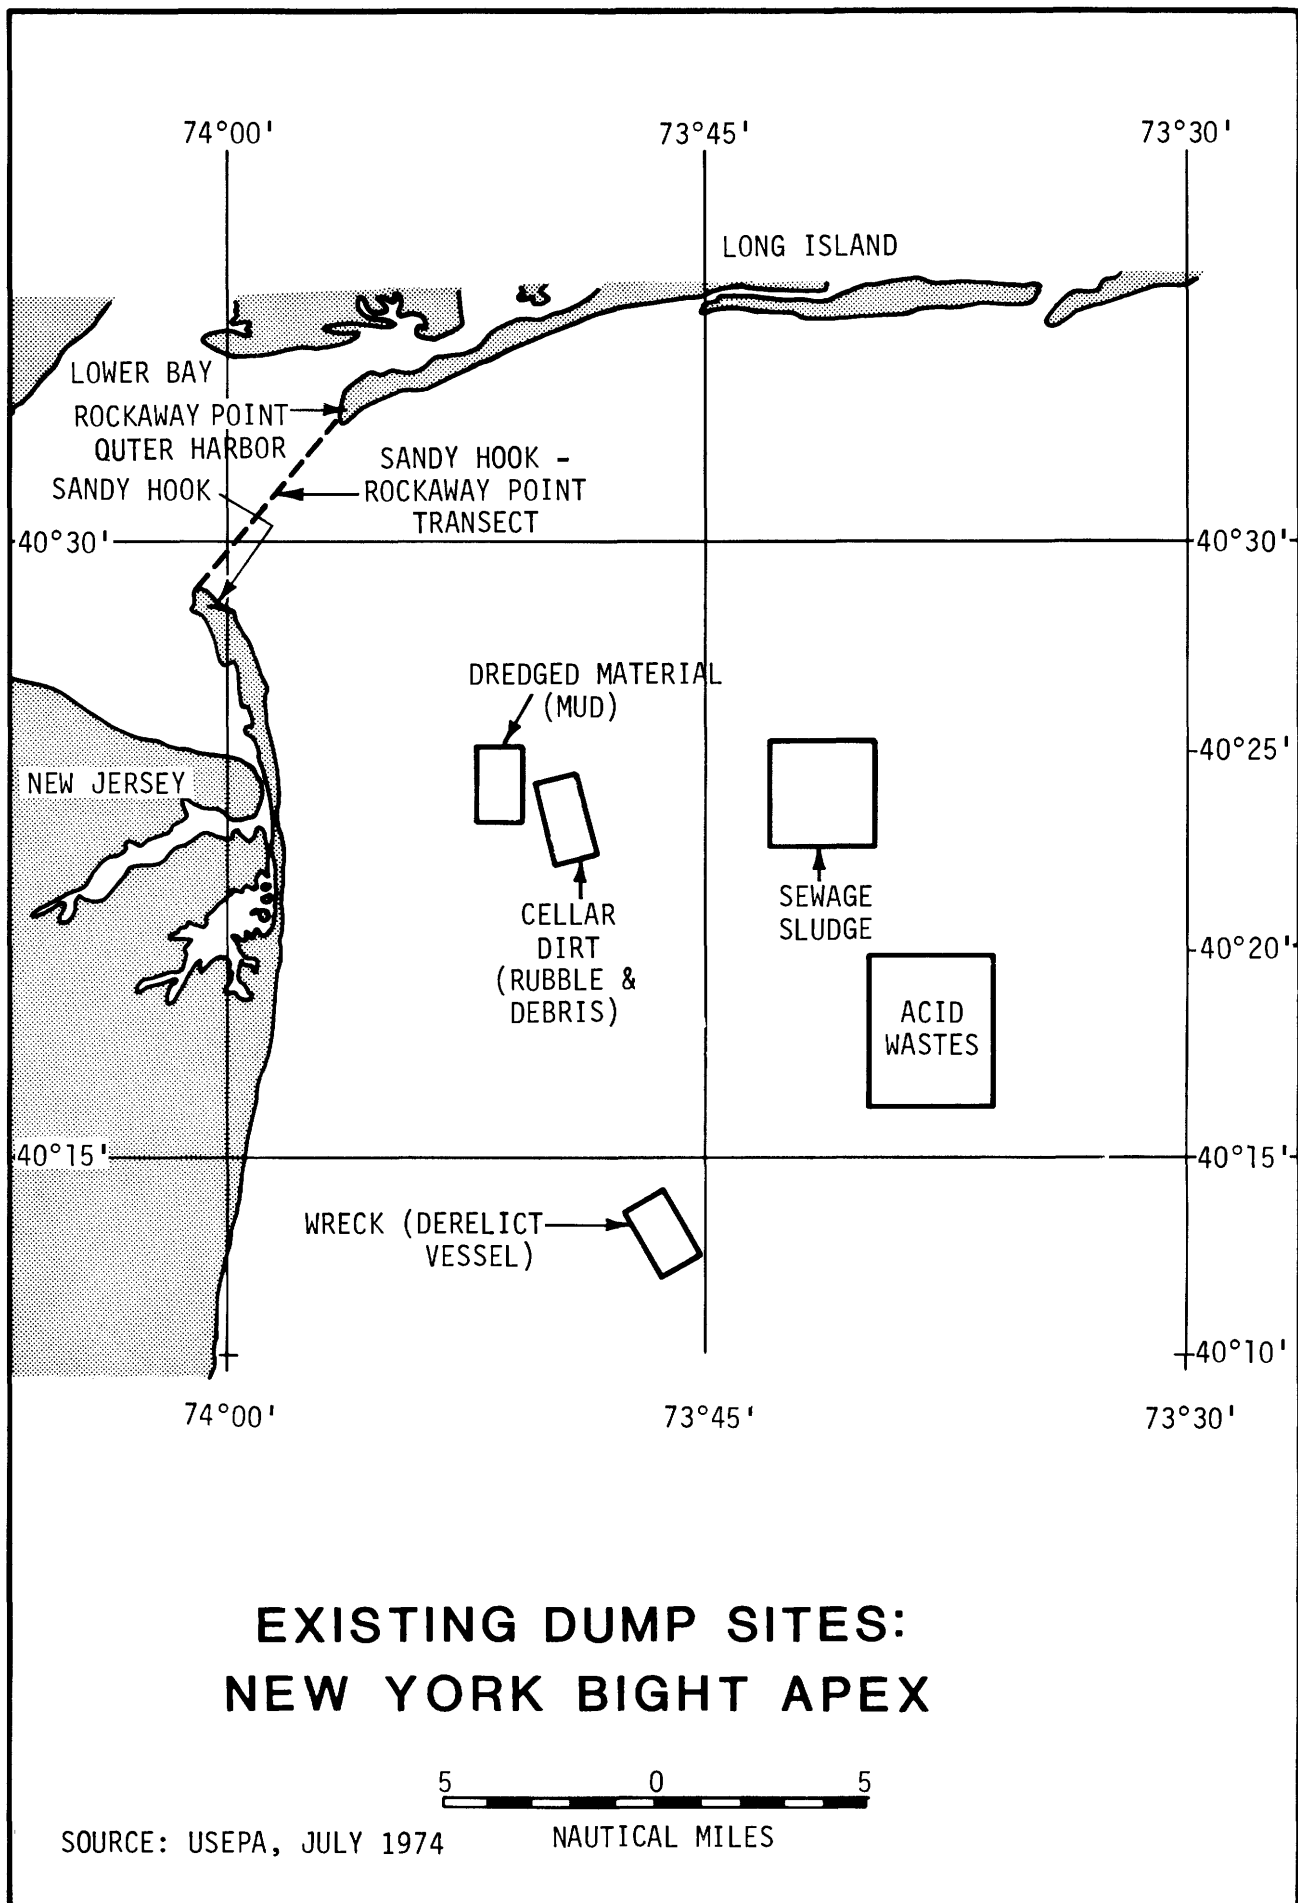 74°00'
73°45'
73°30'
LONG ISLAND
LOWER BAY
ROCKAWAY POINT
QUTER HARBOR
SANDY HOOK
SANDY HOOK -
ROCKAWAY POINT
TRANSECT
40°30'
40°30'
DREDGED MATERIAL
(MUD)
40°25'
NEW JERSEY
SEWAGE
SLUDGE
CELLAR
DIRT
(RUBBLE &
DEBRIS)
40°20'
ACID
WASTES
40°15'
40°15'
WRECK (DERELICT
VESSEL)
40°10'
74°00'
73°45'
73°30'
EXISTING DUMP SITES:
NEW YORK BIGHT APEX
5 0 5
NAUTICAL MILES
SOURCE: USEPA, JULY 1974